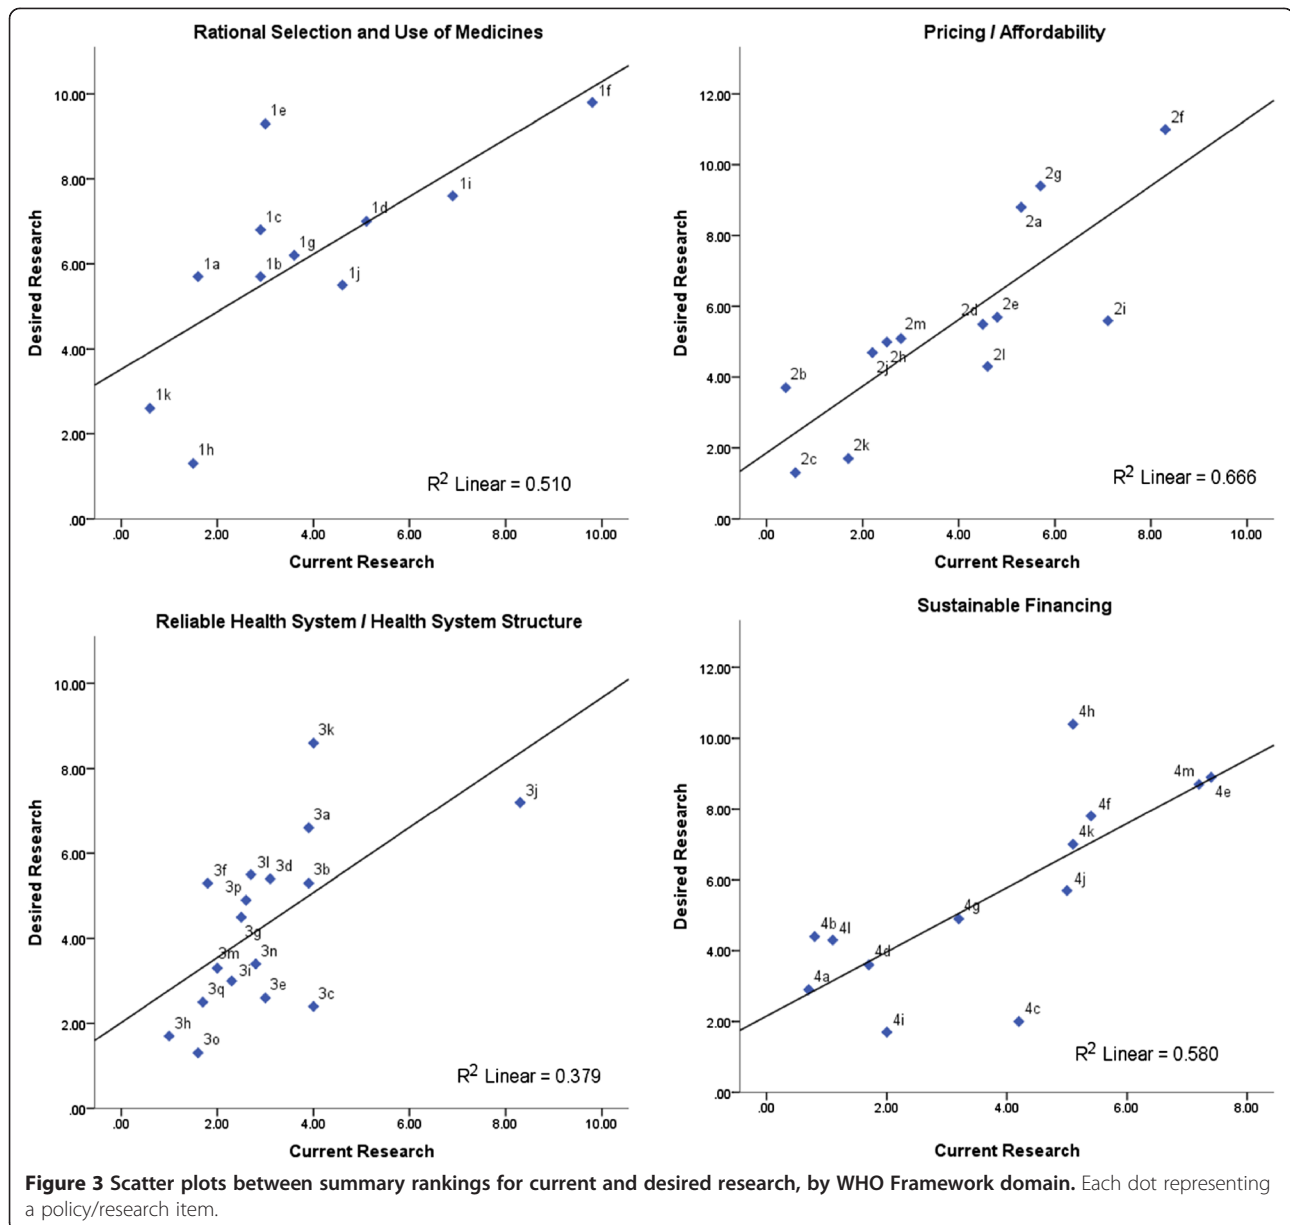 Rational Selection and Use of Medicines
10.00
8.00
6.00
4.00
2.00
.00
Desired Research
1f
1e
1i
1d
1c
1g
1a
1b
1j
1k
1h
R2 Linear = 0.510
.00 2.00 4.00 6.00 8.00 10.00
Current Research
Pricing / Affordability
12.00
10.00
8.00
6.00
4.00
2.00
.00
Desired Research
2f
2g
2a
2d
2e
2i
2m
2h
2j
2l
2b
2k
2c
R2 Linear = 0.666
.00 2.00 4.00 6.00 8.00 10.00
Current Research
Reliable Health System / Health System Structure
10.00
8.00
6.00
4.00
2.00
.00
Desired Research
3k
3j
3a
3f
3l
3d
3b
3p
3g
3m
3n
3i
3q
3e
3c
3h
3o
R2 Linear = 0.379
.00 2.00 4.00 6.00 8.00 10.00
Current Research
Sustainable Financing
12.00
10.00
8.00
6.00
4.00
2.00
.00
Desired Research
4h
4m
4e
4f
4k
4j
4g
4b
4l
4d
4a
4i
4c
R2 Linear = 0.580
.00 2.00 4.00 6.00 8.00
Current Research
Figure 3 Scatter plots between summary rankings for current and desired research, by WHO Framework domain. Each dot representing
a policy/research item.